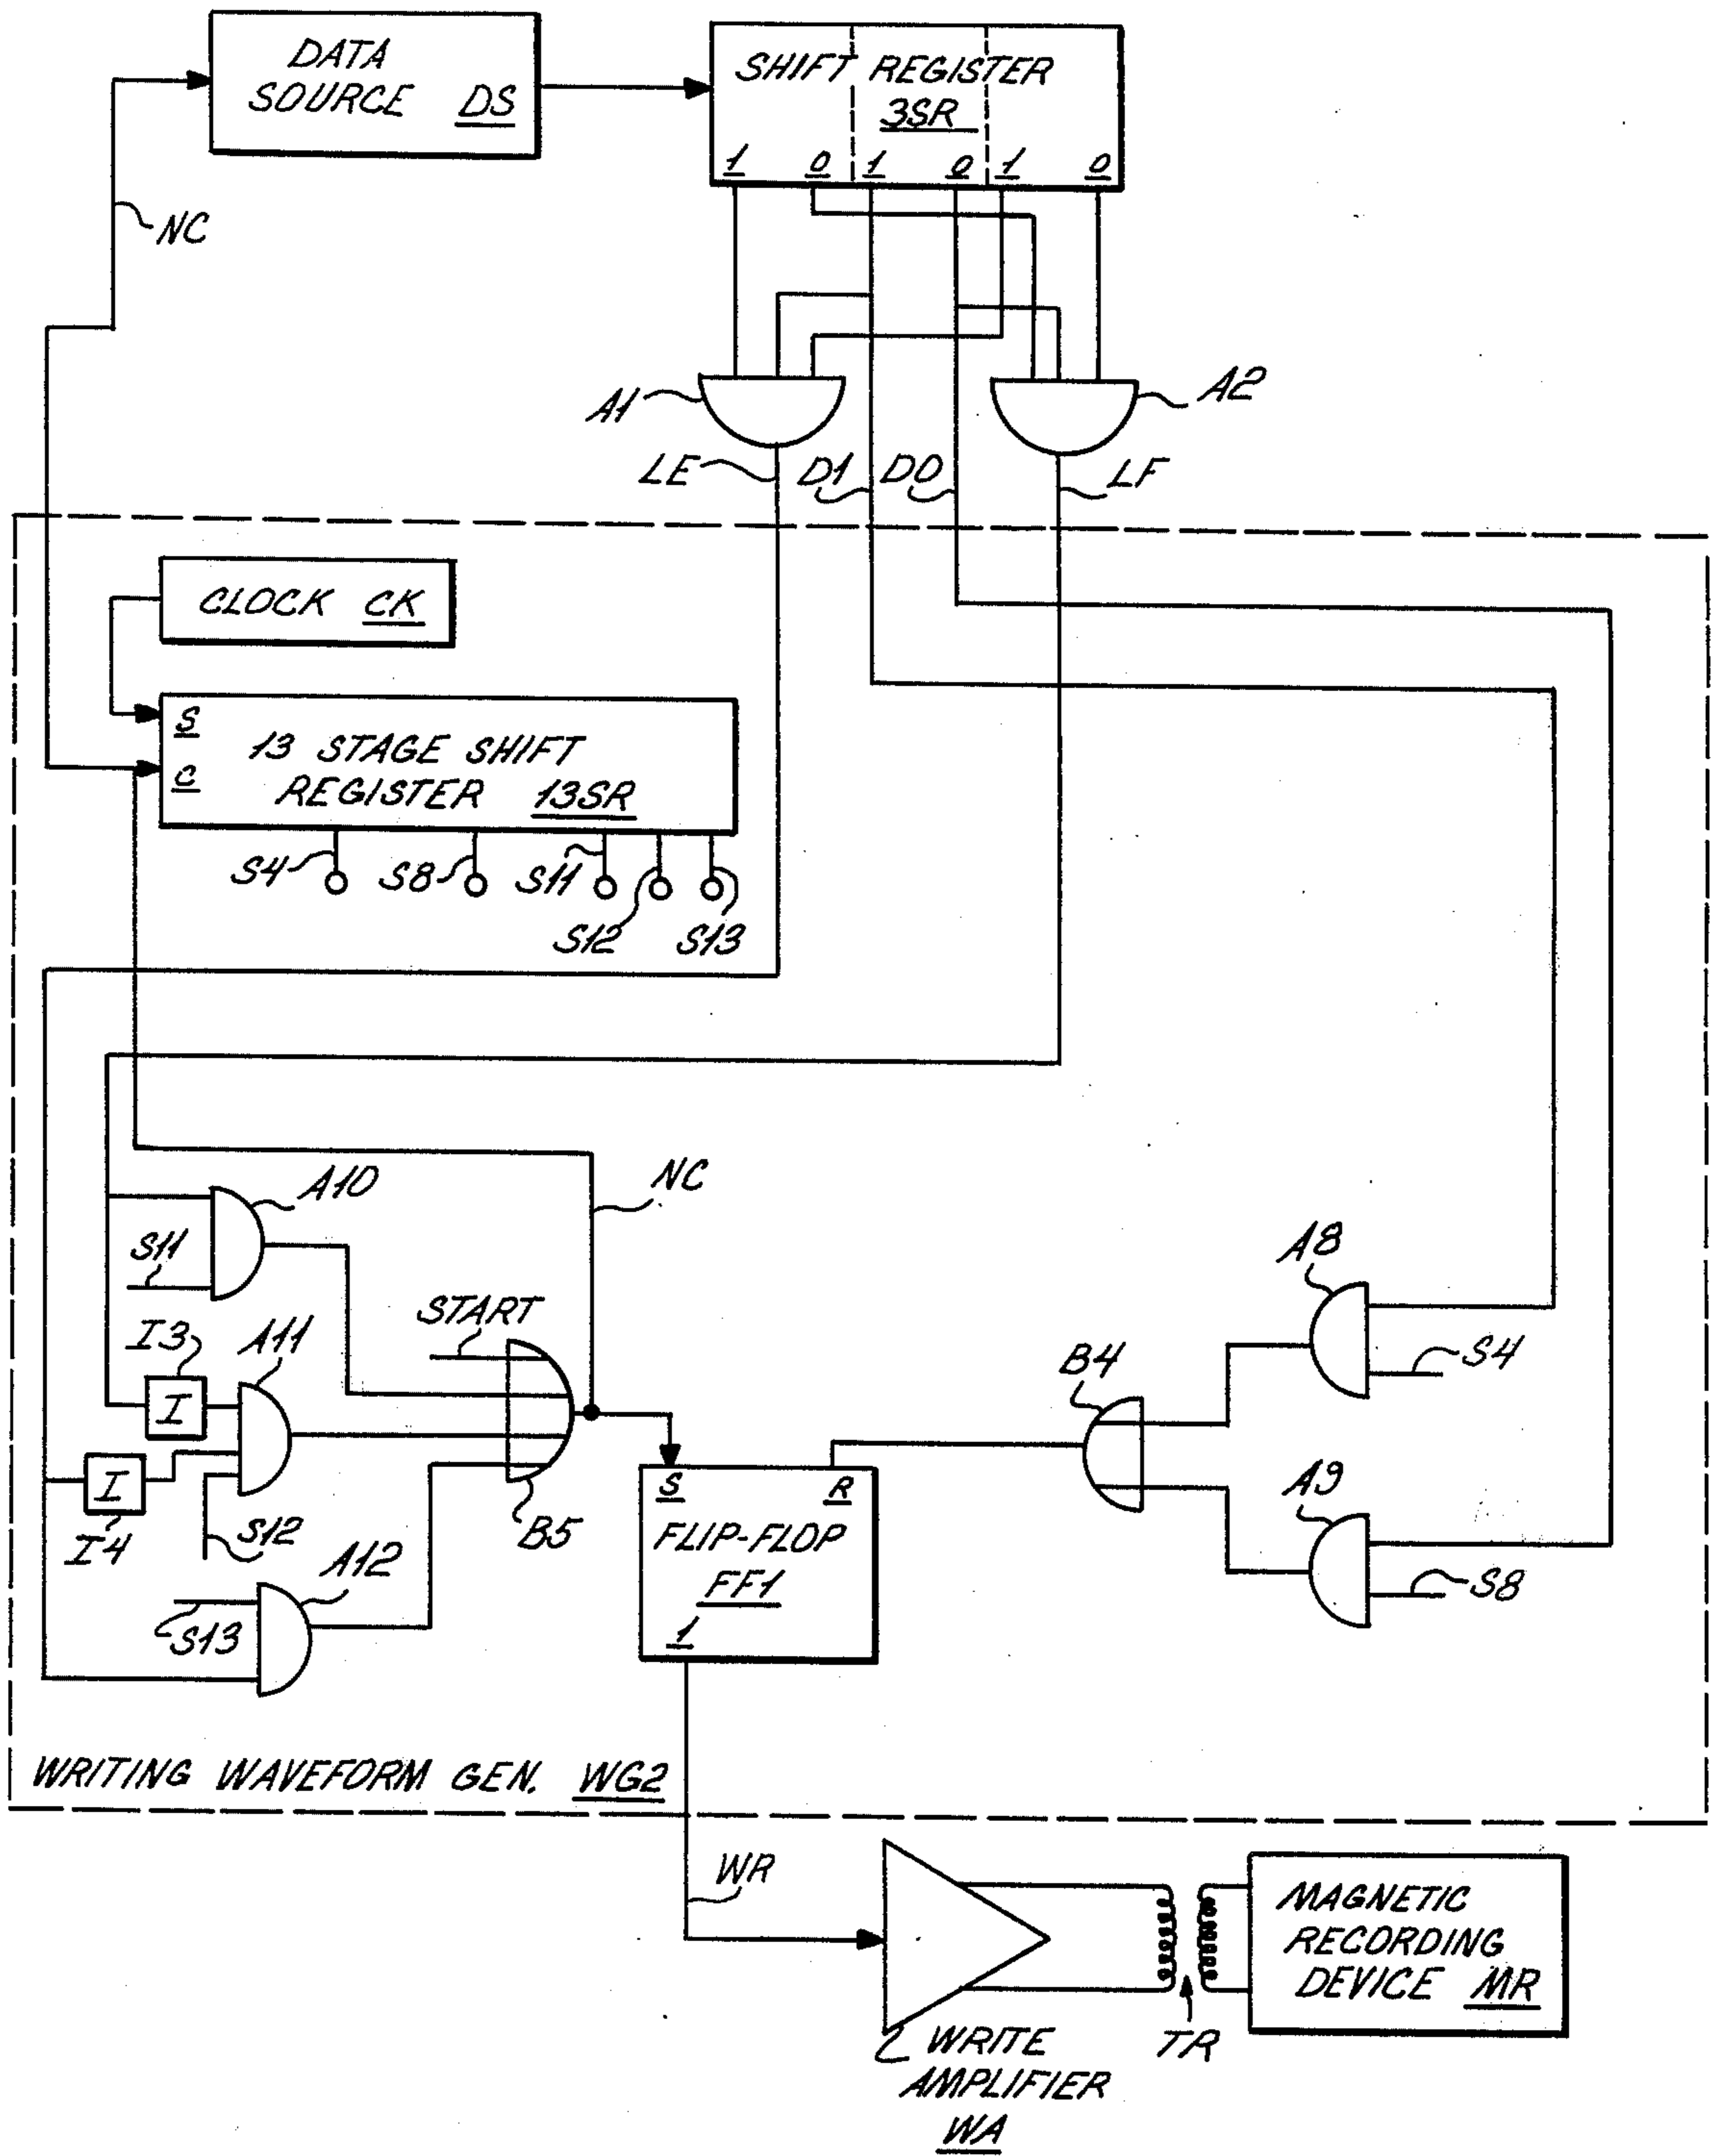 DATA
SOURCE DS
SHIFT REGISTER
3SR
1 0 1 0 1 0
NC
A1
A2
LE
D1
D0
LF
CLOCK CK
S
13 STAGE SHIFT
C
REGISTER 13SR
S4
S8
S11
S12
S13
A10
NC
S11
A8
START
I3
A11
S4
I
B4
I
S12
I4
A12
B5
S
R
A9
FLIP-FLOP
FF1
S8
S13
1
WRITING WAVEFORM GEN. WG2
WR
MAGNETIC
RECORDING
DEVICE MR
WRITE
TR
AMPLIFIER
WA